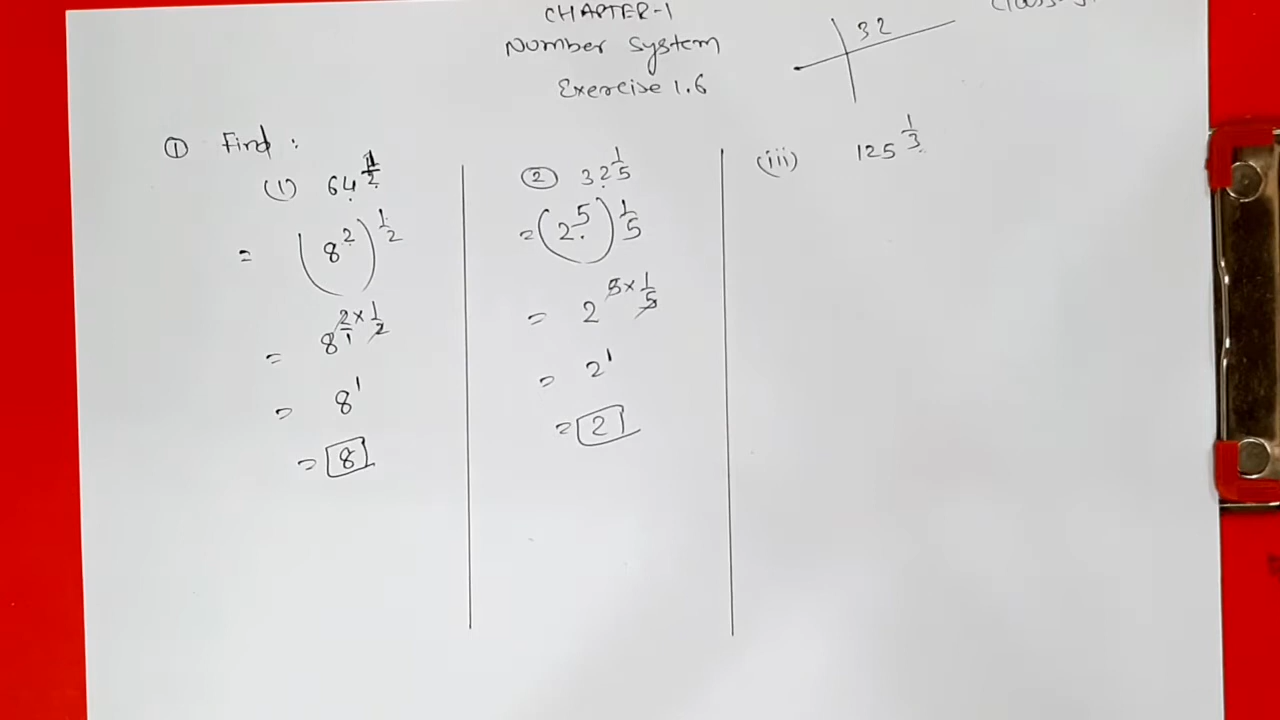 CHAPTER-1
Number System
Exercise 1.6
32
① Find :
(1) 64^{1/2}
= (8^2)^{1/2}
= 8^{2/1 × 1/2}
= 8^1
= 8
② 32^{1/5}
= (2^5)^{1/5}
= 2^{5 × 1/5}
= 2^1
= 2
(iii) 125^{1/3}